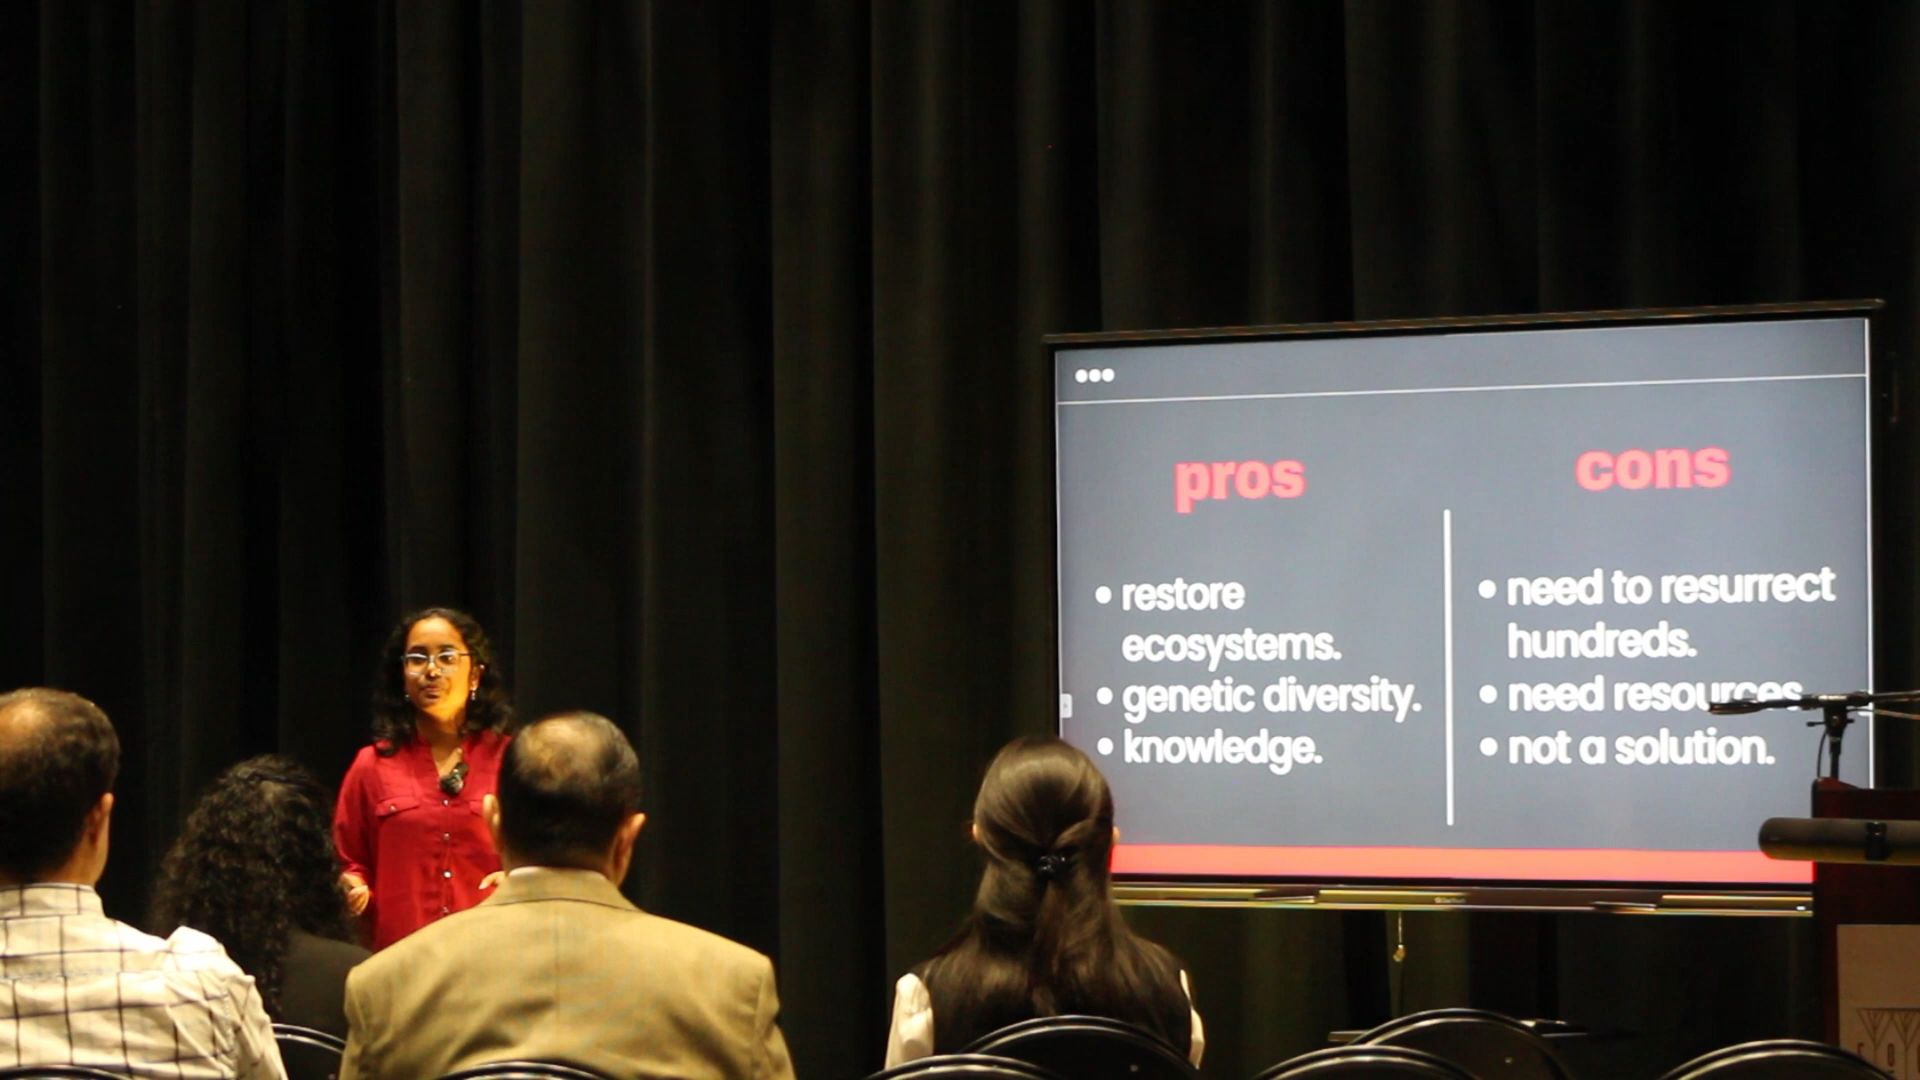 pros
restore
ecosystems.
genetic diversity.
knowledge.
cons
need to resurrect
hundreds.
need resources
not a solution.